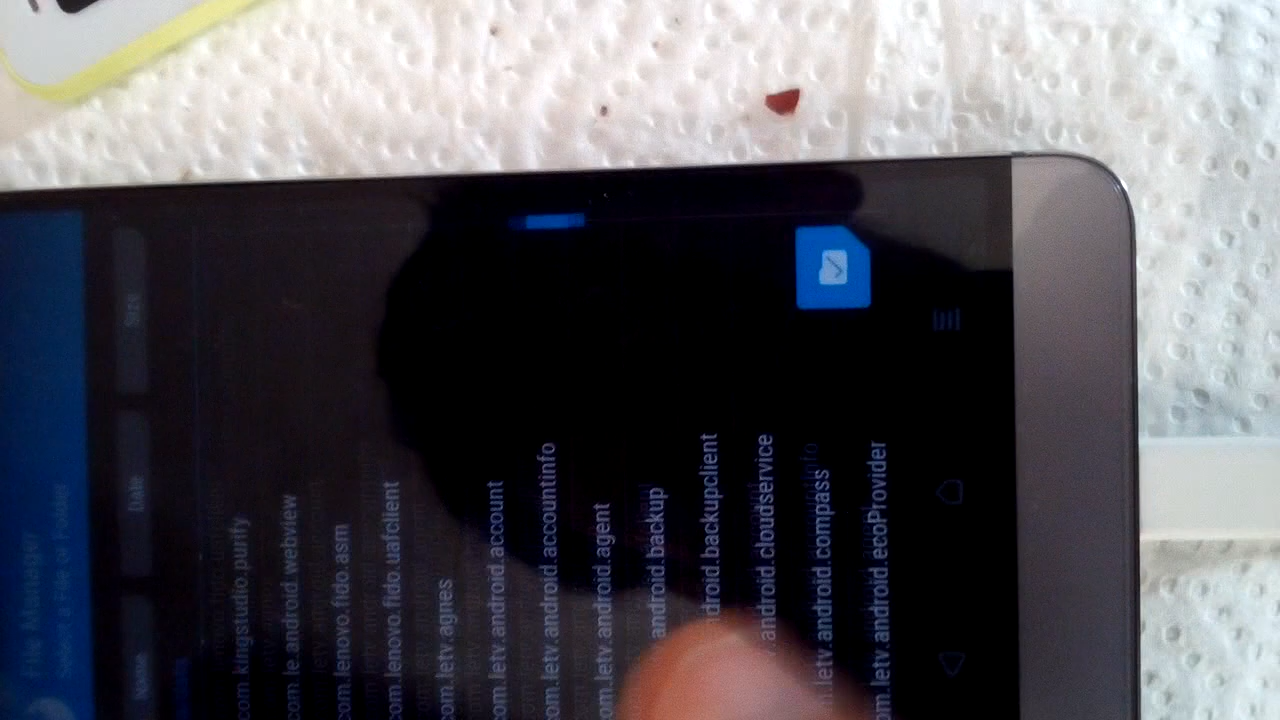 File Manager
Select a File or Folder
Name
Date
Size
com.kingstudio.purify
com.le.android.webview
com.lenovo.fido.asm
com.lenovo.fido.uafclient
com.letv.agnes
com.letv.android.account
com.letv.android.accountinfo
com.letv.android.agent
android.backup
android.backupclient
.android.cloudservice
m.letv.android.compass
om.letv.android.ecoProvider